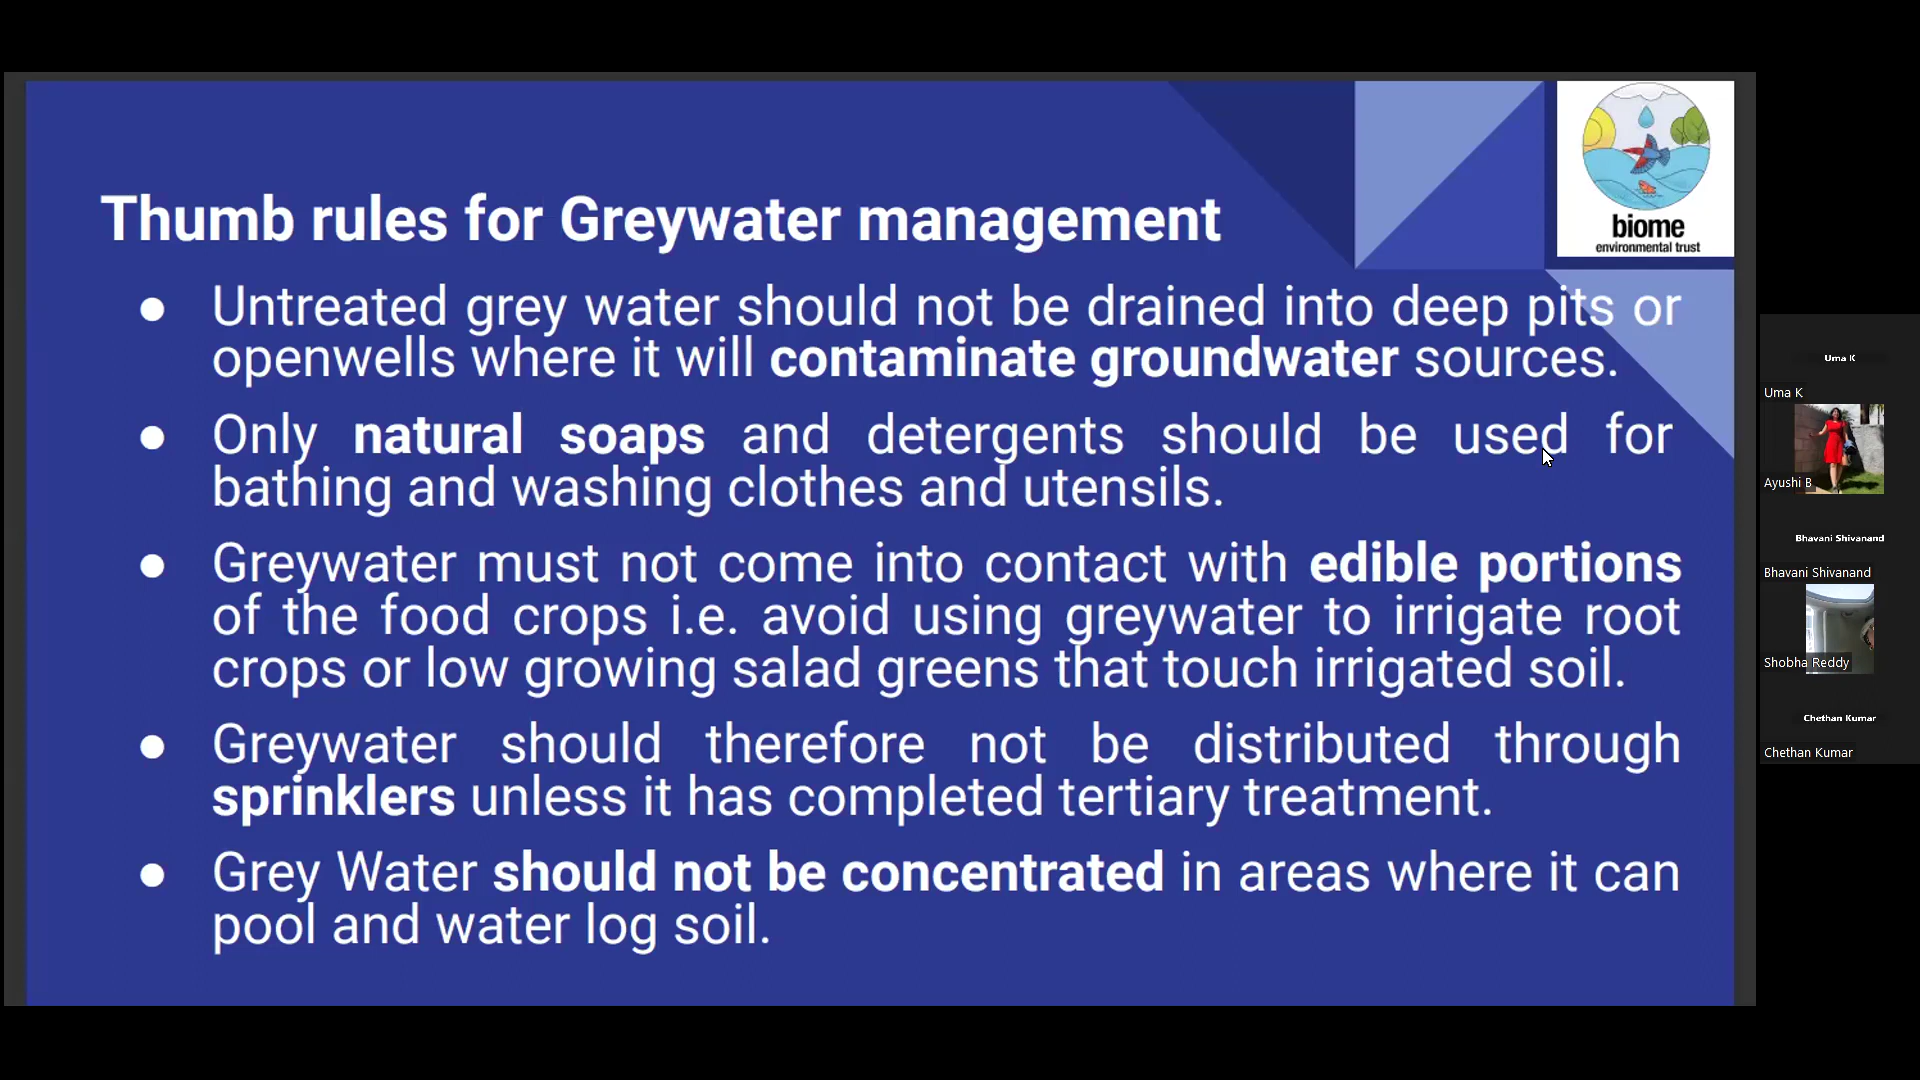 biome
environmental trust
Thumb rules for Greywater management
● Untreated grey water should not be drained into deep pits or
openwells where it will contaminate groundwater sources.
● Only natural soaps and detergents should be used for
bathing and washing clothes and utensils.
● Greywater must not come into contact with edible portions
of the food crops i.e. avoid using greywater to irrigate root
crops or low growing salad greens that touch irrigated soil.
● Greywater should therefore not be distributed through
sprinklers unless it has completed tertiary treatment.
● Grey Water should not be concentrated in areas where it can
pool and water log soil.
Uma K
Uma K
Ayushi B
Bhavani Shivanand
Bhavani Shivanand
Shobha Reddy
Chethan Kumar
Chethan Kumar